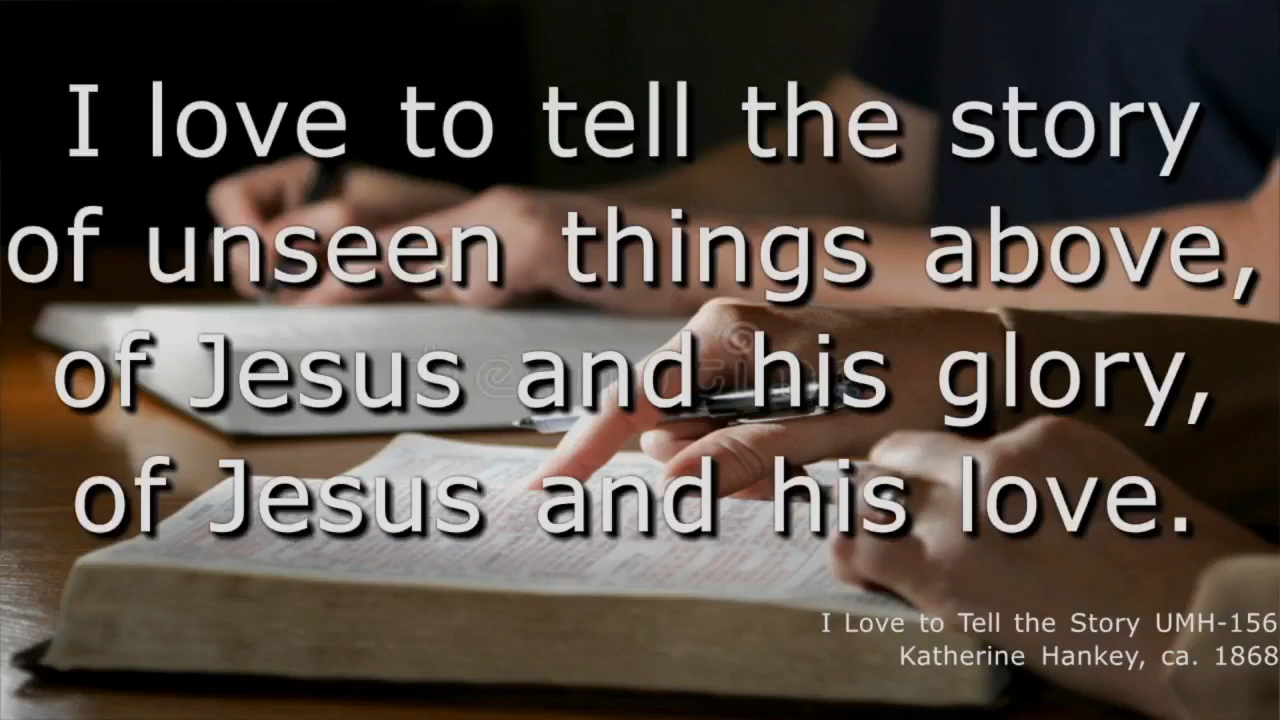 I love to tell the story
of unseen things above,
of Jesus and his glory,
of Jesus and his love.
I Love to Tell the Story UMH-156
Katherine Hankey, ca. 1868